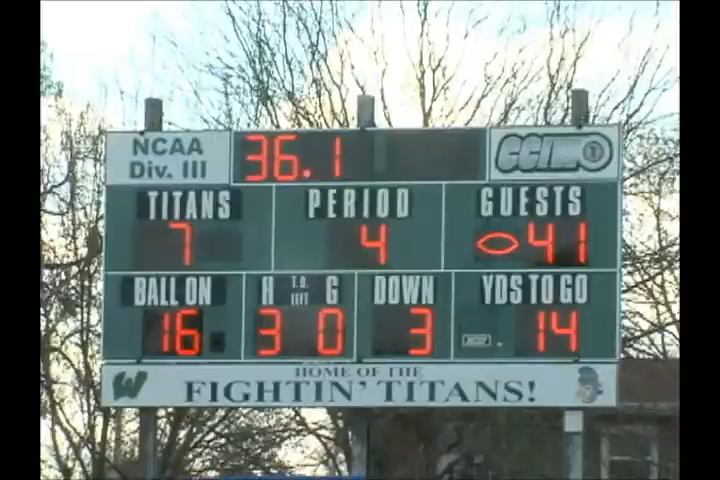 NCAA
Div. III
36.1
CCIW
TITANS PERIOD GUESTS
7 4 41
BALL ON H T.O. LEFT G DOWN YDS TO GO
16 3 0 3 14
HOME OF THE
W FIGHTIN' TITANS!